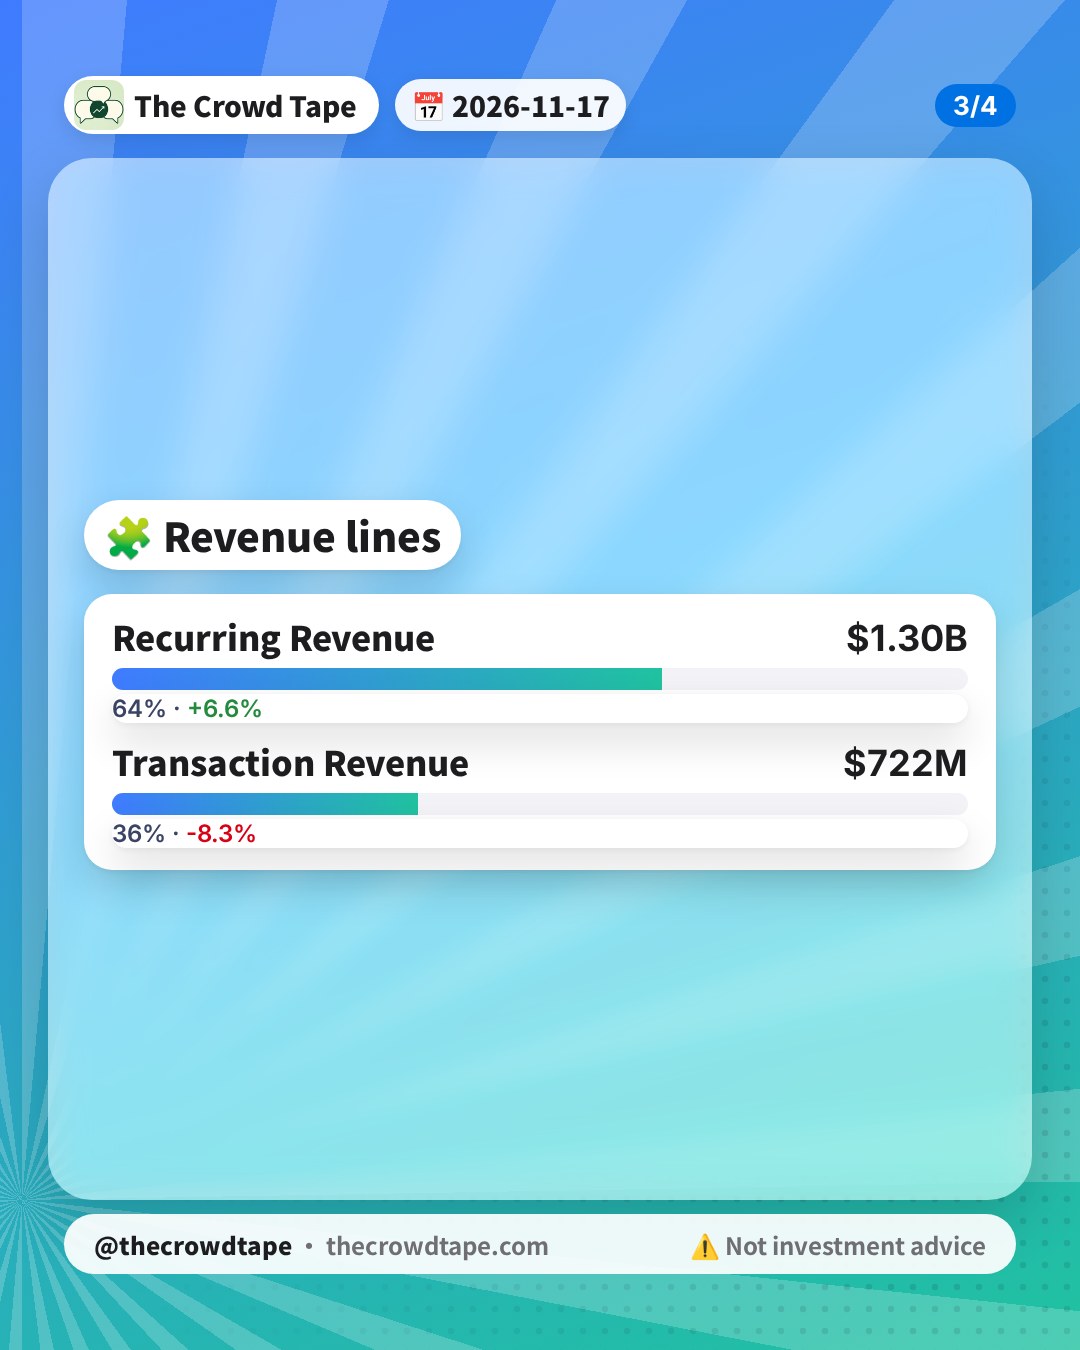 The Crowd Tape
📅 2026-11-17
3/4
🧩 Revenue lines
Recurring Revenue $1.30B
64% · +6.6%
Transaction Revenue $722M
36% · -8.3%
@thecrowdtape • thecrowdtape.com ⚠️ Not investment advice